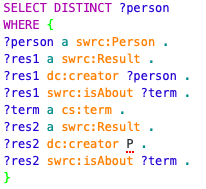 SELECT DISTINCT ?person
WHERE {
?person a swrc:Person .
?res1 a swrc:Result .
?res1 dc:creator ?person .
?res1 swrc:isAbout ?term .
?term a cs:term .
?res2 a swrc:Result .
?res2 dc:creator P .
?res2 swrc:isAbout ?term .
}